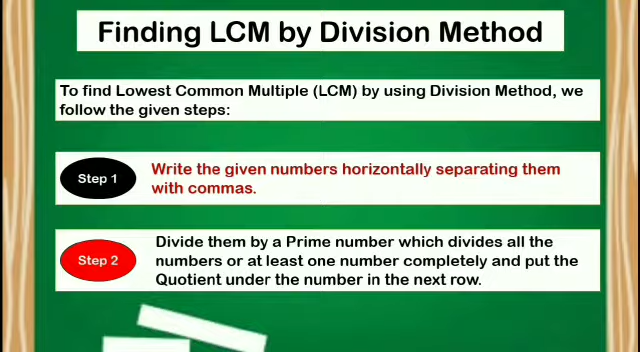 Finding LCM by Division Method
To find Lowest Common Multiple (LCM) by using Division Method, we
follow the given steps:
Step 1
Write the given numbers horizontally separating them
with commas.
Step 2
Divide them by a Prime number which divides all the
numbers or at least one number completely and put the
Quotient under the number in the next row.